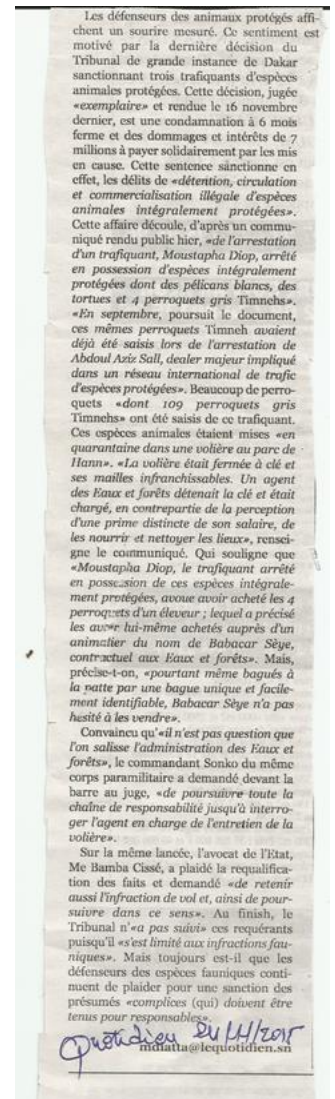 Les défenseurs des animaux protégés affi-
chent un sourire mesuré. Ce sentiment est
motivé par la dernière décision du
Tribunal de grande instance de Dakar
sanctionnant trois trafiquants d'espèces
animales protégées. Cette décision, jugée
«exemplaire» et rendue le 16 novembre
dernier, est une condamnation à 6 mois
ferme et des dommages et intérêts de 7
millions à payer solidairement par les mis
en cause. Cette sentence sanctionne en
effet, les délits de «détention, circulation
et commercialisation illégale d'espèces
animales intégralement protégées».
Cette affaire découle, d'après un commu-
niqué rendu public hier, «de l'arrestation
d'un trafiquant, Moustapha Diop, arrêté
en possession d'espèces intégralement
protégées dont des pélicans blancs, des
tortues et 4 perroquets gris Timnehs».
«En septembre, poursuit le document,
ces mêmes perroquets Timneh avaient
déjà été saisis lors de l'arrestation de
Abdoul Aziz Sall, dealer majeur impliqué
dans un réseau international de trafic
d'espèces protégées». Beaucoup de perro-
quets «dont 109 perroquets gris
Timnehs» ont été saisis de ce trafiquant.
Ces espèces animales étaient mises «en
quarantaine dans une volière au parc de
Hann». «La volière était fermée à clé et
ses mailles infranchissables. Un agent
des Eaux et forêts détenait la clé et était
chargé, en contrepartie de la perception
d'une prime distincte de son salaire, de
les nourrir et nettoyer les lieux», rensei-
gne le communiqué. Qui souligne que
«Moustapha Diop, le trafiquant arrêté
en possession de ces espèces intégrale-
ment protégées, avoue avoir acheté les 4
perroquets d'un éleveur ; lequel a précisé
les avoir lui-même achetés auprès d'un
animalier du nom de Babacar Sèye,
contractuel aux Eaux et forêts». Mais,
précise-t-on, «pourtant même bagués à
la patte par une bague unique et facile-
ment identifiable, Babacar Sèye n'a pas
hésité à les vendre».
Convaincu qu'«il n'est pas question que
l'on salisse l'administration des Eaux et
forêts», le commandant Sonko du même
corps paramilitaire a demandé devant la
barre au juge, «de poursuivre toute la
chaîne de responsabilité jusqu'à interro-
ger l'agent en charge de l'entretien de la
volière».
Sur la même lancée, l'avocat de l'Etat,
Me Bamba Cissé, a plaidé la requalifica-
tion des faits et demandé «de retenir
aussi l'infraction de vol et, ainsi de pour-
suivre dans ce sens». Au finish, le
Tribunal n'«a pas suivi» ces requérants
puisqu'il «s'est limité aux infractions fau-
niques». Mais toujours est-il que les
défenseurs des espèces fauniques conti-
nuent de plaider pour une sanction des
présumés «complices (qui) doivent être
tenus pour responsables».
mdiatta@lequotidien.sn
Quotidien 24/11/2015